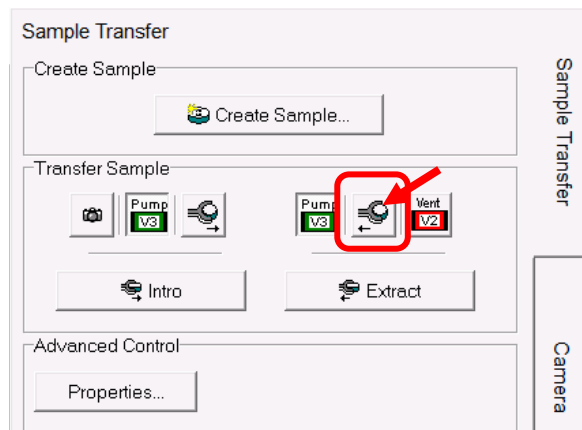 Sample Transfer
Create Sample
Create Sample...
Transfer Sample
Pump
V3
Pump
V3
Vent
V2
Intro
Extract
Advanced Control
Properties...
Sample Transfer
Camera